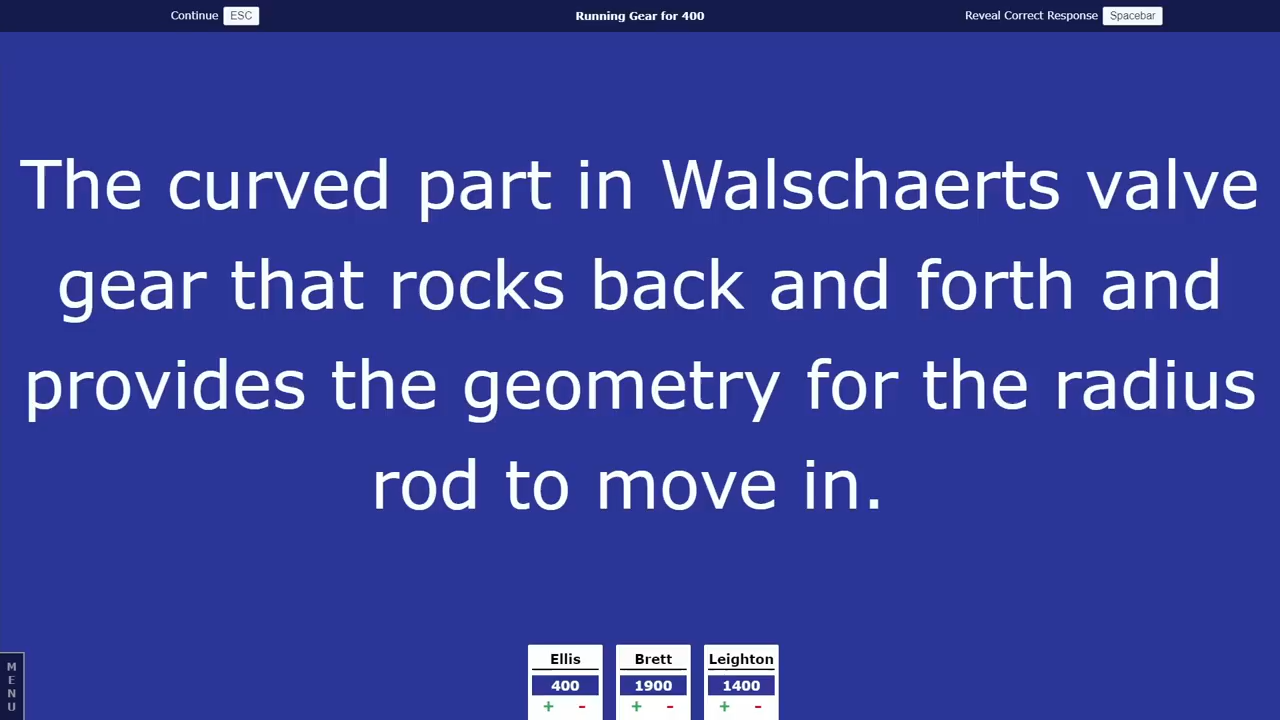 Continue ESC
Running Gear for 400
Reveal Correct Response Spacebar
The curved part in Walschaerts valve
gear that rocks back and forth and
provides the geometry for the radius
rod to move in.
MENU
Ellis
400
+ -
Brett
1900
+ -
Leighton
1400
+ -